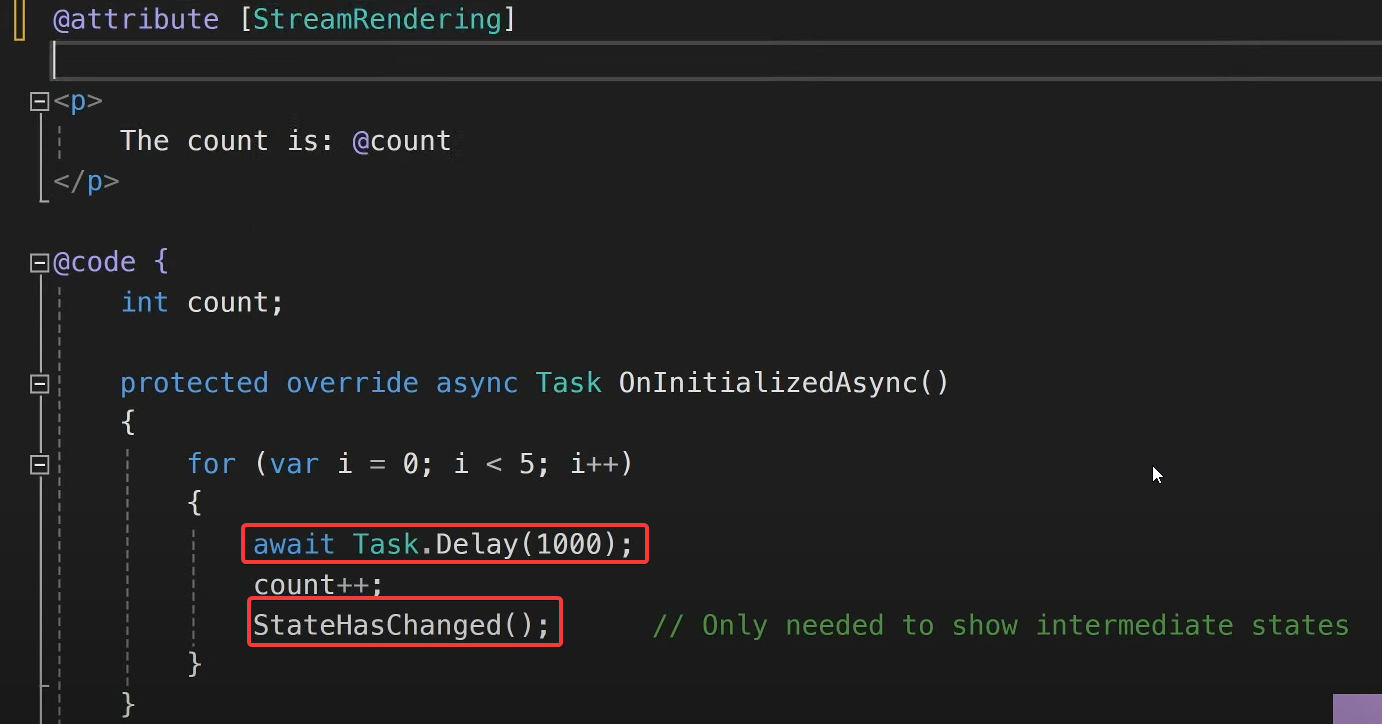 @attribute [StreamRendering]
<p>
The count is: @count
</p>
@code {
int count;
protected override async Task OnInitializedAsync()
{
for (var i = 0; i < 5; i++)
{
await Task.Delay(1000);
count++;
StateHasChanged(); // Only needed to show intermediate states
}
}